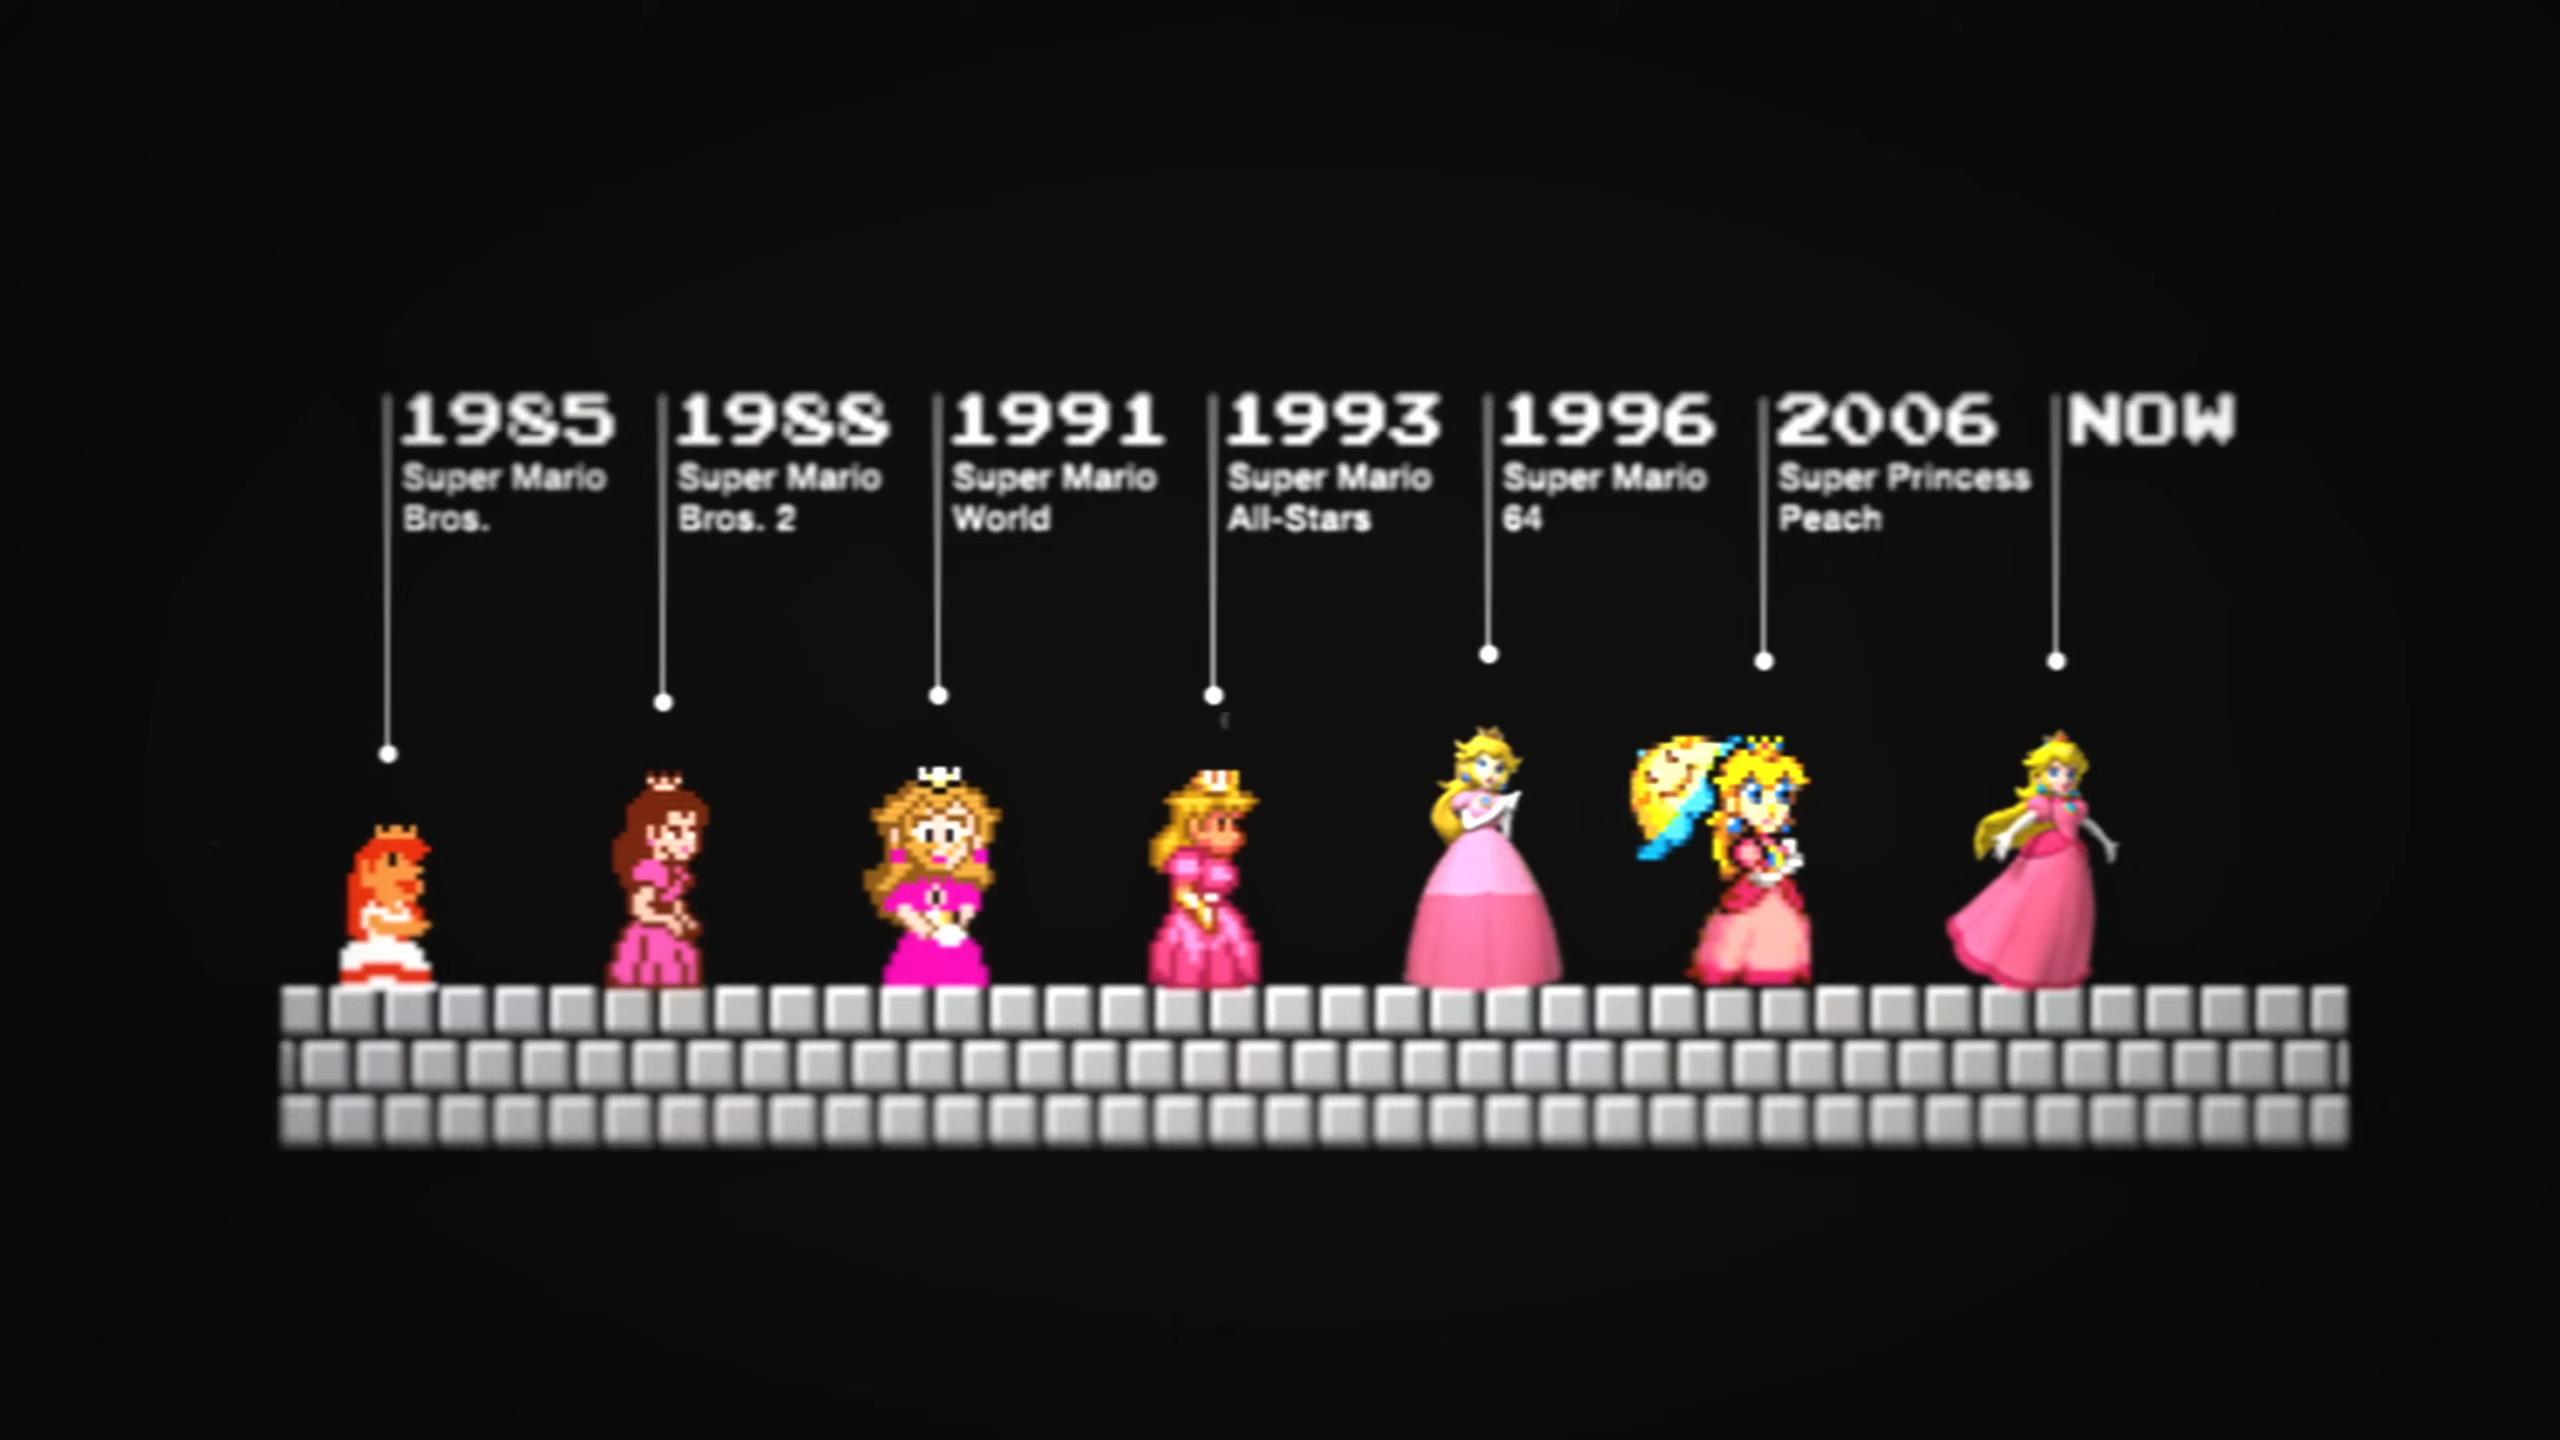 1985
Super Mario
Bros.
1988
Super Mario
Bros. 2
1991
Super Mario
World
1993
Super Mario
All-Stars
1996
Super Mario
64
2006
Super Princess
Peach
NOW